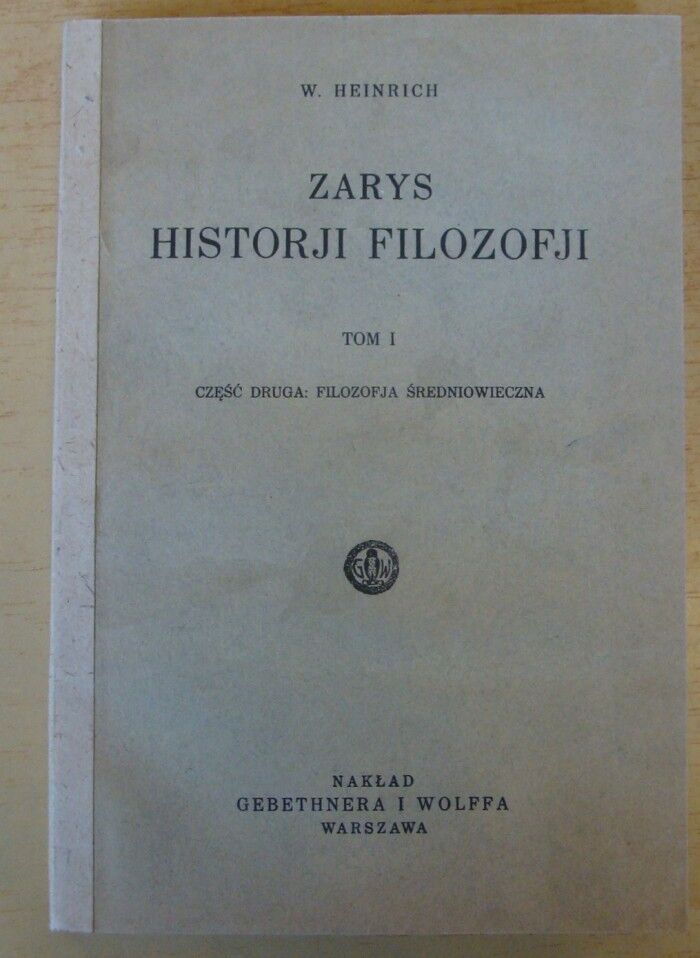 W. HEINRICH
ZARYS
HISTORJI FILOZOFJI
TOM I
CZĘŚĆ DRUGA: FILOZOFJA ŚREDNIOWIECZNA
G W
NAKŁAD
GEBETHNERA I WOLFFA
WARSZAWA